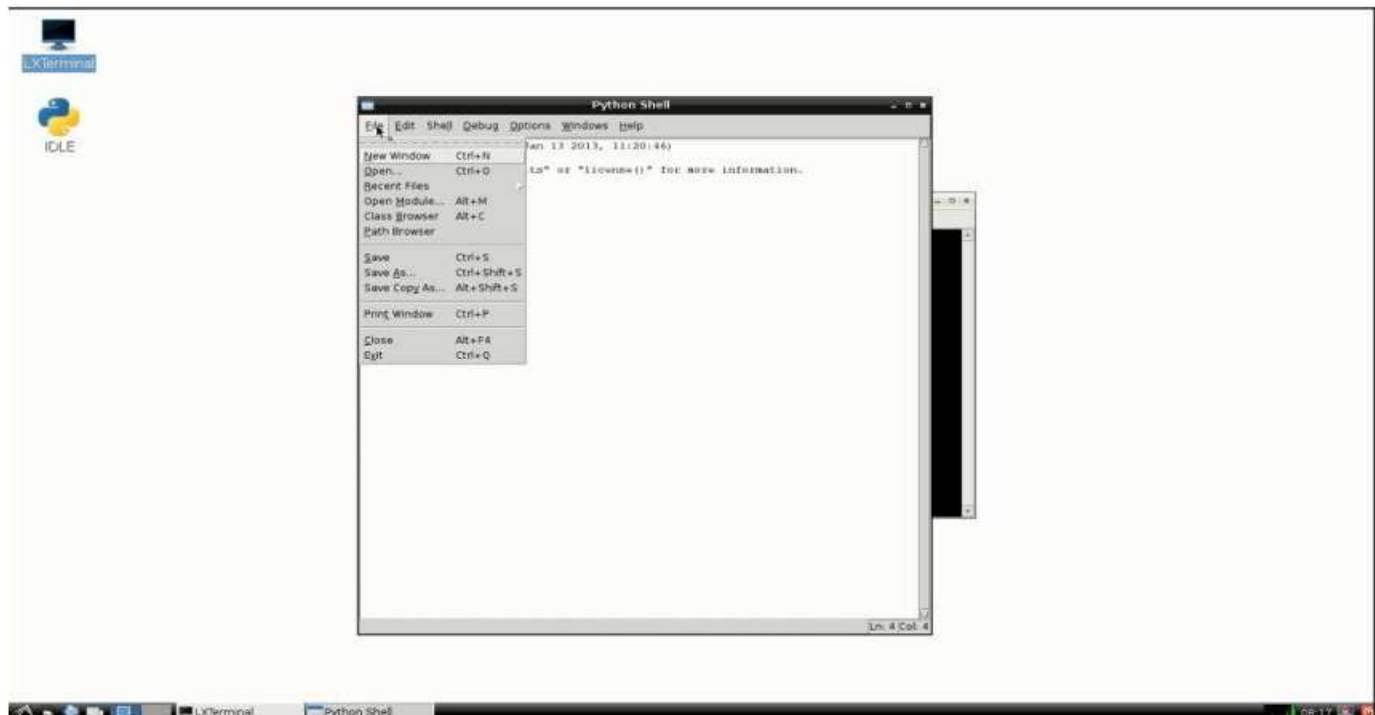 LXTerminal
IDLE
Python Shell
File Edit Shell Debug Options Windows Help
Jan 13 2013, 11:20:46)
ts" or "license()" for more information.
New Window Ctrl+N
Open... Ctrl+O
Recent Files
Open Module... Alt+M
Class Browser Alt+C
Path Browser
Save Ctrl+S
Save As... Ctrl+Shift+S
Save Copy As... Alt+Shift+S
Print Window Ctrl+P
Close Alt+F4
Exit Ctrl+Q
Ln: 4 Col: 4
LXTerminal
Python Shell
08:17